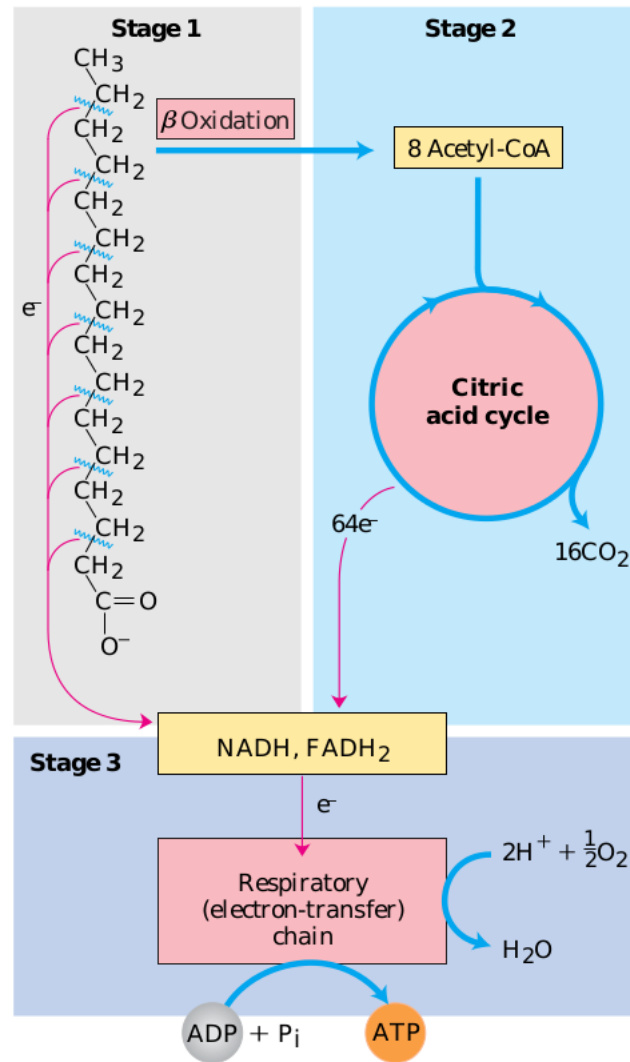 Stage 1
CH₃
CH₂
CH₂
CH₂
CH₂
CH₂
CH₂
CH₂
CH₂
CH₂
CH₂
CH₂
CH₂
CH₂
CH₂
C=O
O⁻
e⁻
β Oxidation
Stage 2
8 Acetyl-CoA
Citric
acid cycle
64e⁻
16CO₂
Stage 3
NADH, FADH₂
e⁻
Respiratory
(electron-transfer)
chain
2H⁺ + ½O₂
H₂O
ADP + Pᵢ
ATP